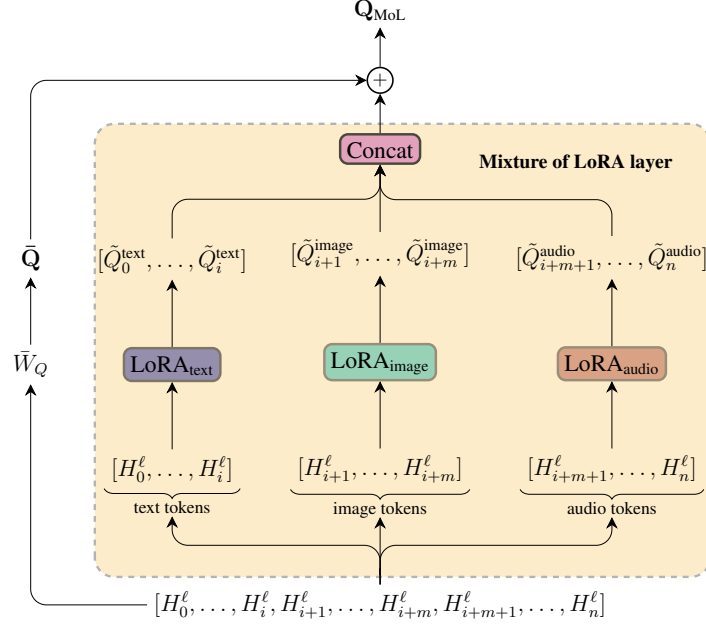 Q_MoL
+
Concat
Mixture of LoRA layer
[Q̃_0^text, . . . , Q̃_i^text] [Q̃_{i+1}^image, . . . , Q̃_{i+m}^image] [Q̃_{i+m+1}^audio, . . . , Q̃_n^audio]
Q̄
W̄_Q
LoRA_text LoRA_image LoRA_audio
[H_0^ℓ, . . . , H_i^ℓ] [H_{i+1}^ℓ, . . . , H_{i+m}^ℓ] [H_{i+m+1}^ℓ, . . . , H_n^ℓ]
text tokens image tokens audio tokens
[H_0^ℓ, . . . , H_i^ℓ, H_{i+1}^ℓ, . . . , H_{i+m}^ℓ, H_{i+m+1}^ℓ, . . . , H_n^ℓ]